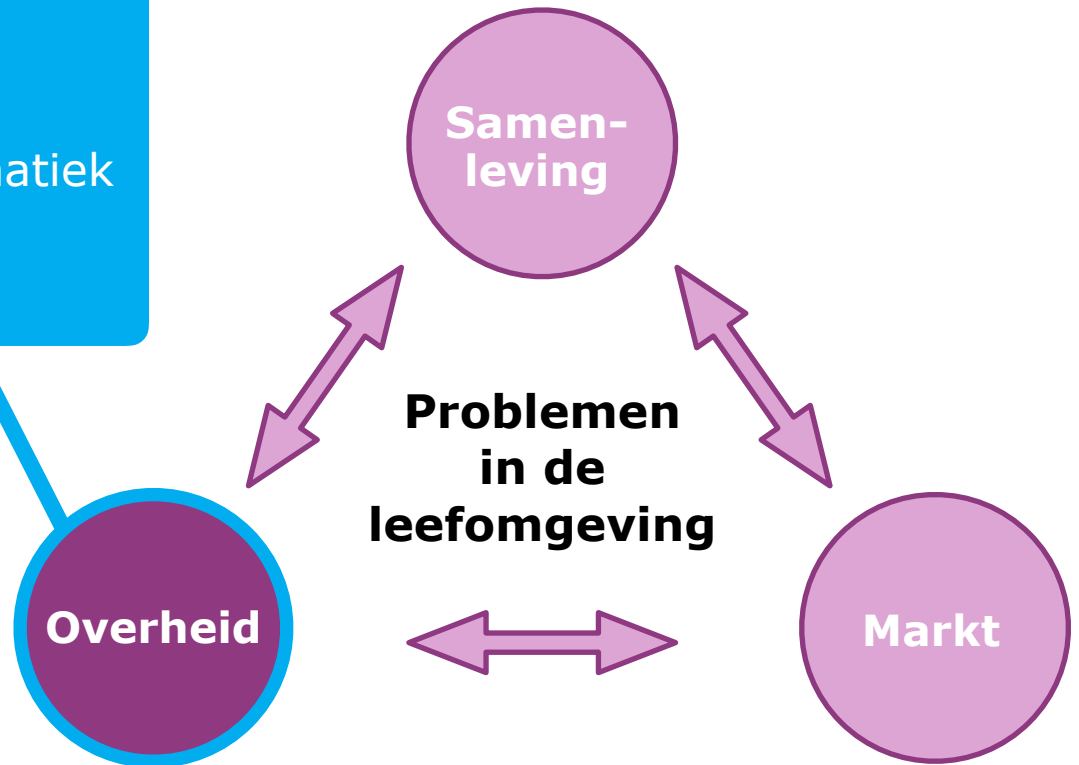 Samen-
leving
atiek
Problemen
in de
leefomgeving
Overheid
Markt